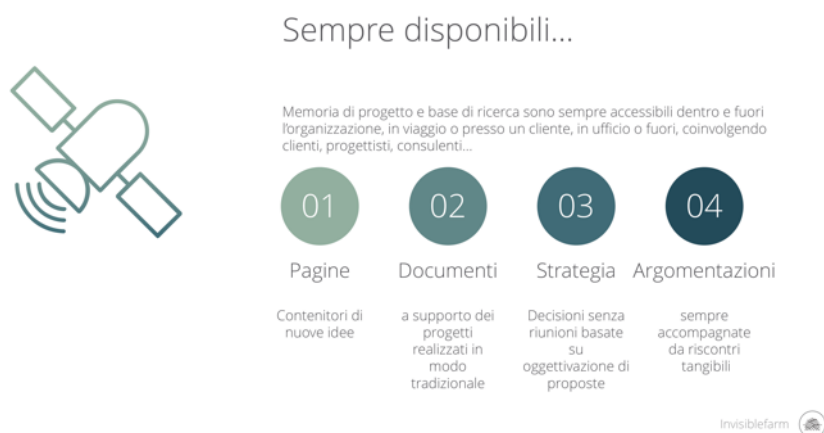 Sempre disponibili...
Memoria di progetto e base di ricerca sono sempre accessibili dentro e fuori
l'organizzazione, in viaggio o presso un cliente, in ufficio o fuori, coinvolgendo
clienti, progettisti, consulenti...
01
02
03
04
Pagine
Documenti
Strategia
Argomentazioni
Contenitori di
nuove idee
a supporto dei
progetti
realizzati in
modo
tradizionale
Decisioni senza
riunioni basate
su
oggettivazione di
proposte
sempre
accompagnate
da riscontri
tangibili
Invisiblefarm